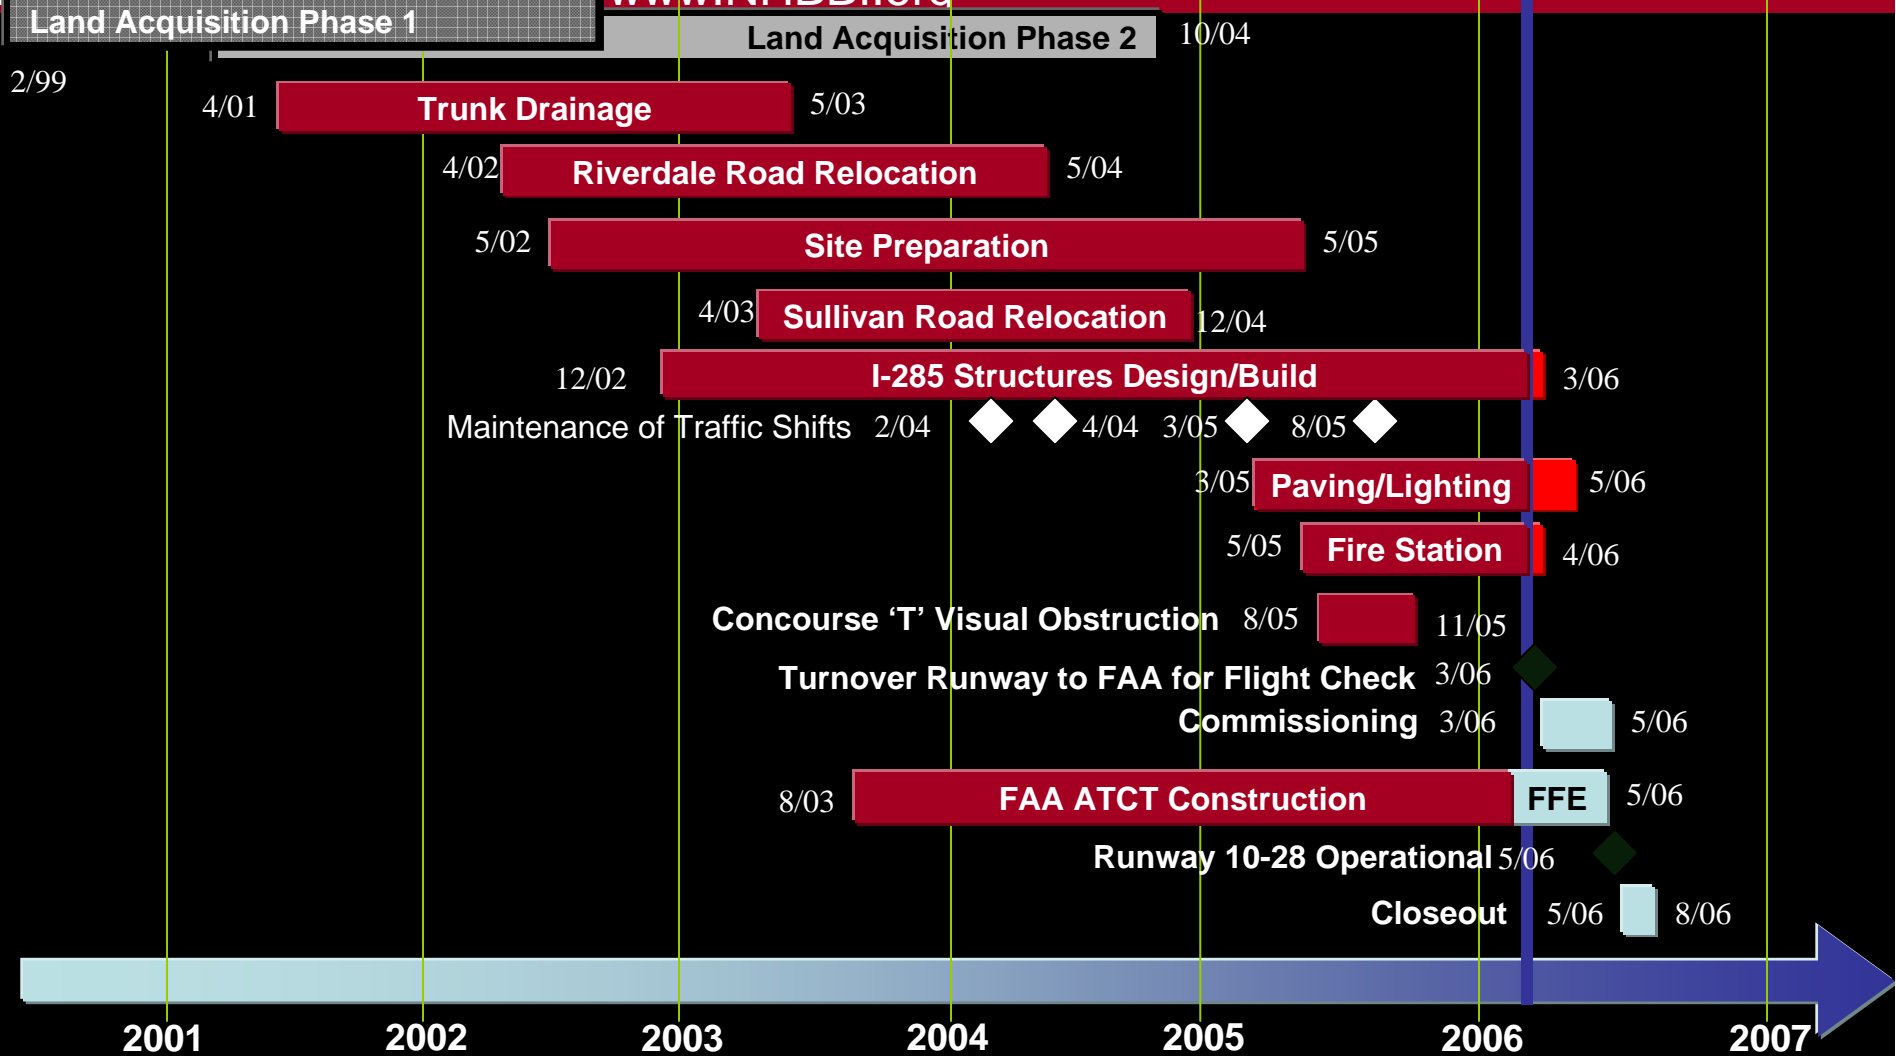 Land Acquisition Phase 1
Land Acquisition Phase 2 10/04
2/99
4/01 Trunk Drainage 5/03
4/02 Riverdale Road Relocation 5/04
5/02 Site Preparation 5/05
4/03 Sullivan Road Relocation 12/04
12/02 I-285 Structures Design/Build 3/06
Maintenance of Traffic Shifts 2/04 4/04 3/05 8/05
3/05 Paving/Lighting 5/06
5/05 Fire Station 4/06
Concourse ‘T’ Visual Obstruction 8/05 11/05
Turnover Runway to FAA for Flight Check 3/06
Commissioning 3/06 5/06
8/03 FAA ATCT Construction FFE 5/06
Runway 10-28 Operational 5/06
Closeout 5/06 8/06
2001 2002 2003 2004 2005 2006 2007